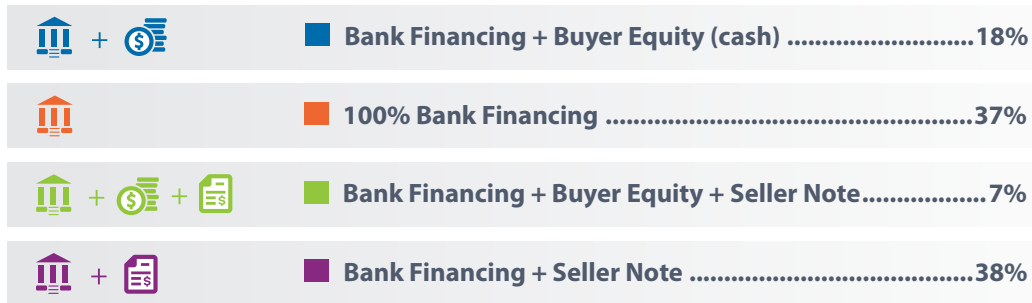 + Bank Financing + Buyer Equity (cash) ............................18%
100% Bank Financing .......................................................37%
+ + Bank Financing + Buyer Equity + Seller Note...................7%
+ Bank Financing + Seller Note ...........................................38%